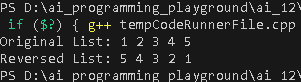 PS D:\ai_programming_playground\ai_12\
if ($?) { g++ tempCodeRunnerFile.cpp
Original List: 1 2 3 4 5
Reversed List: 5 4 3 2 1
PS D:\ai_programming_playground\ai_12\